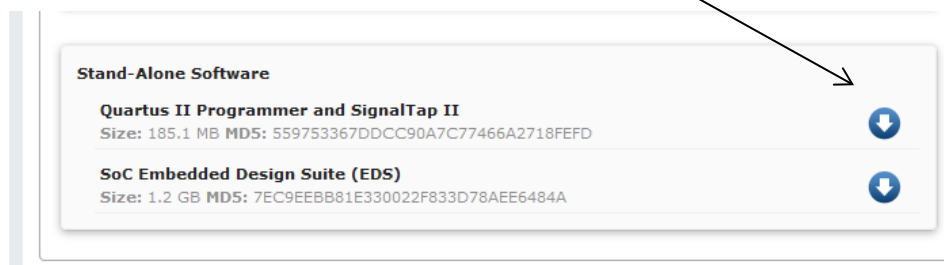 Stand-Alone Software
Quartus II Programmer and SignalTap II
Size: 185.1 MB MD5: 559753367DDCC90A7C77466A2718FEFD
SoC Embedded Design Suite (EDS)
Size: 1.2 GB MD5: 7EC9EEBB81E330022F833D78AEE6484A